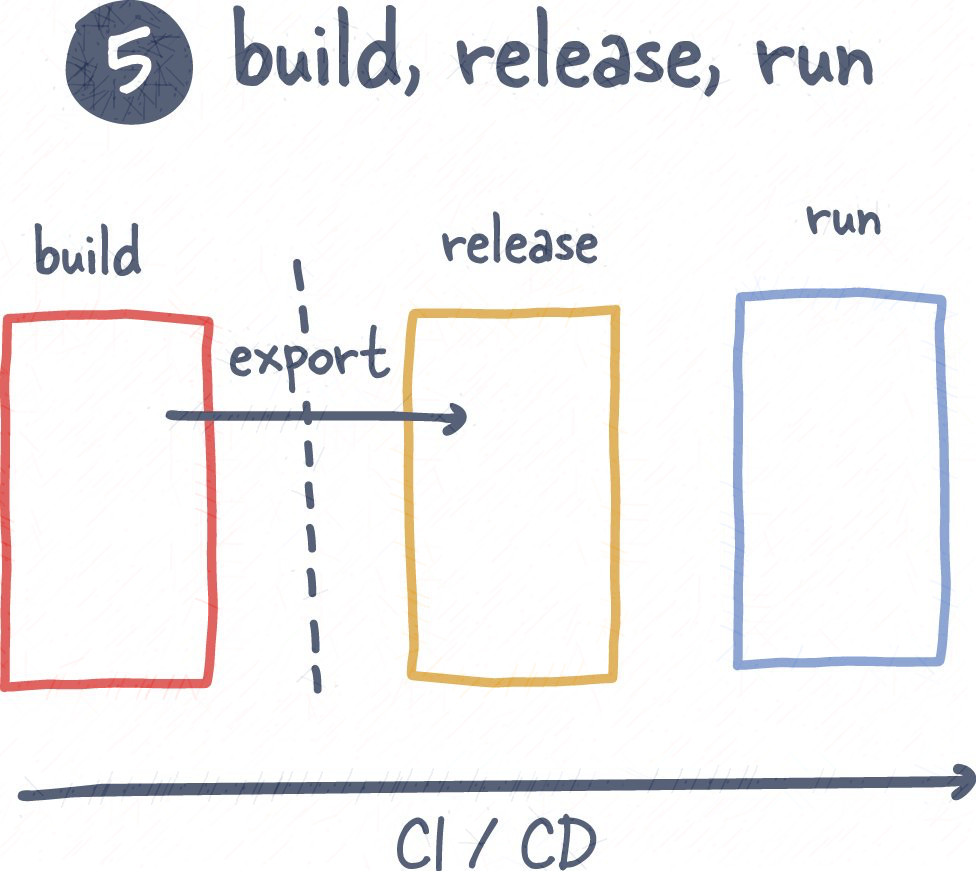 5 build, release, run
build
release
run
export
CI / CD